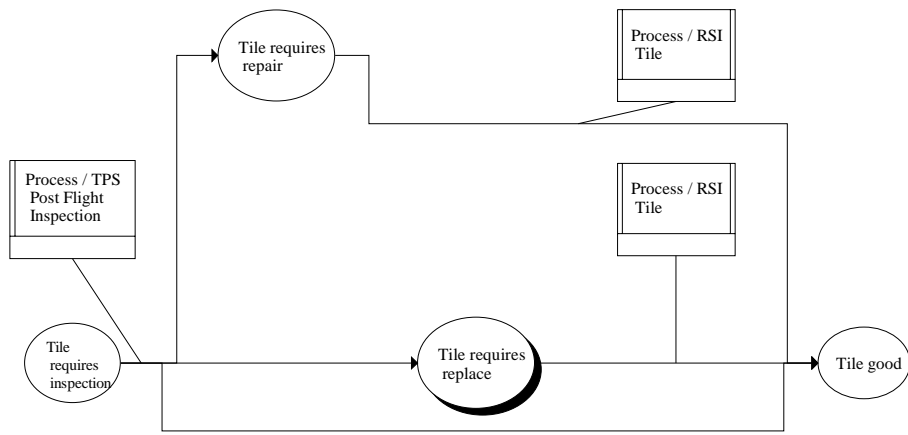 Tile requires
repair
Process / RSI
Tile
Process / TPS
Post Flight
Inspection
Process / RSI
Tile
Tile
requires
inspection
Tile requires
replace
Tile good